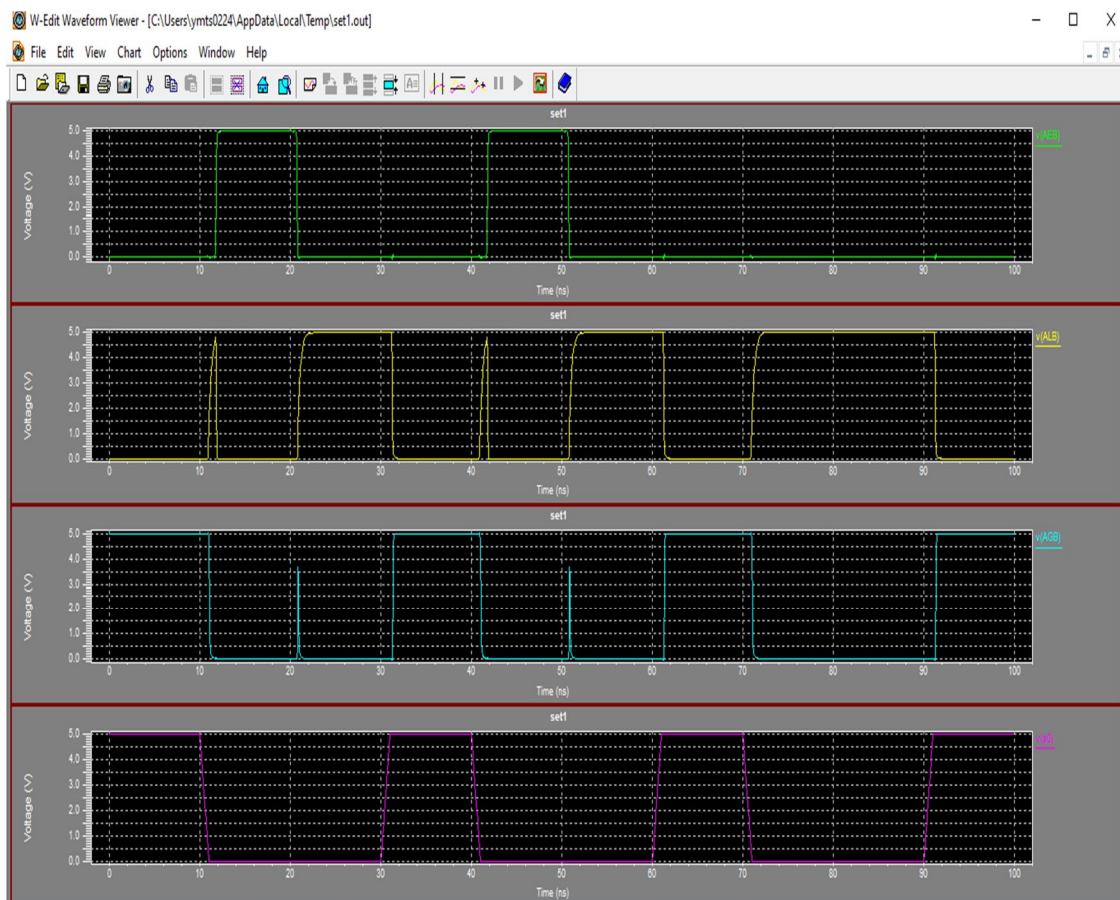 W-Edit Waveform Viewer - [C:\Users\ymts0224\AppData\Local\Temp\set1.out]
File Edit View Chart Options Window Help
set1
v(AEB)
Voltage (V)
5.0
4.0
3.0
2.0
1.0
0.0
0 10 20 30 40 50 60 70 80 90 100
Time (ns)
set1
v(ALB)
Voltage (V)
5.0
4.0
3.0
2.0
1.0
0.0
0 10 20 30 40 50 60 70 80 90 100
Time (ns)
set1
v(AGB)
Voltage (V)
5.0
4.0
3.0
2.0
1.0
0.0
0 10 20 30 40 50 60 70 80 90 100
Time (ns)
set1
Voltage (V)
5.0
4.0
3.0
2.0
1.0
0.0
0 10 20 30 40 50 60 70 80 90 100
Time (ns)